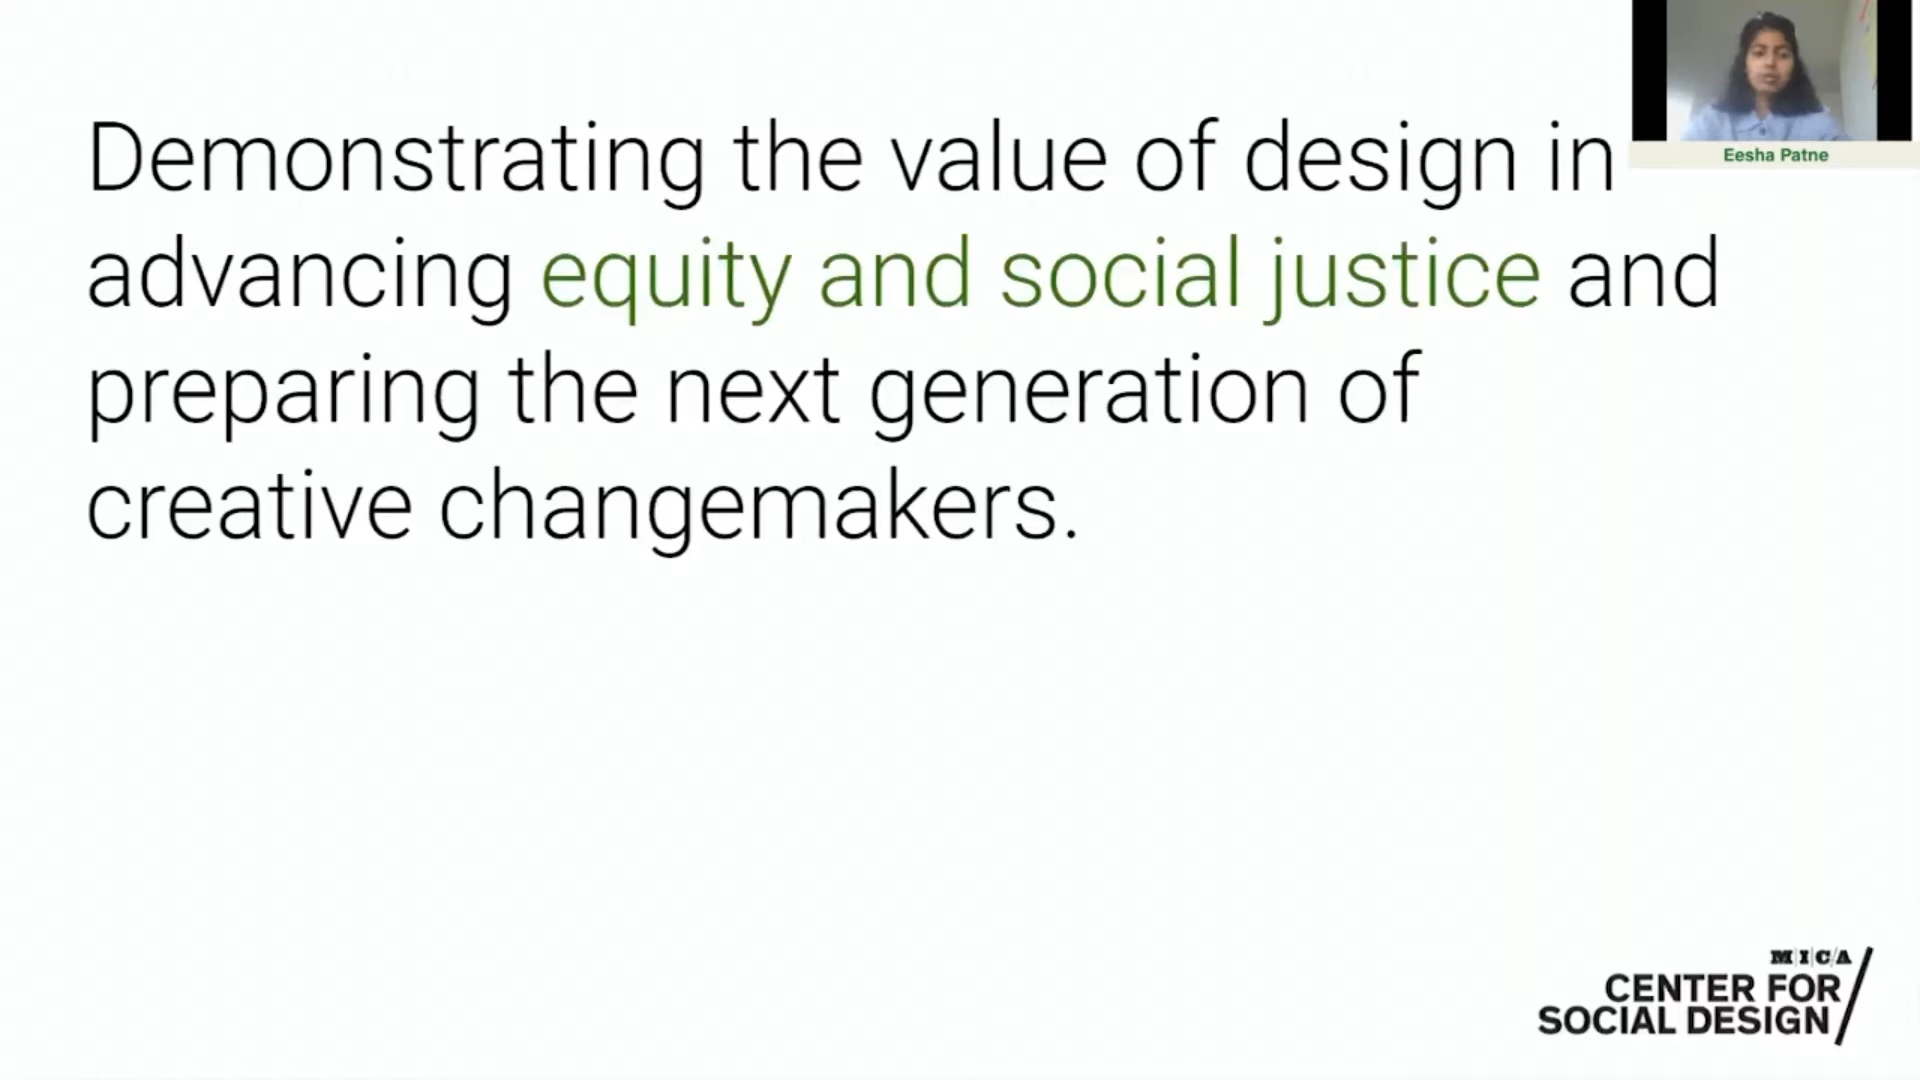 Demonstrating the value of design in
advancing equity and social justice and
preparing the next generation of
creative changemakers.
Eesha Patne
MICA
CENTER FOR
SOCIAL DESIGN